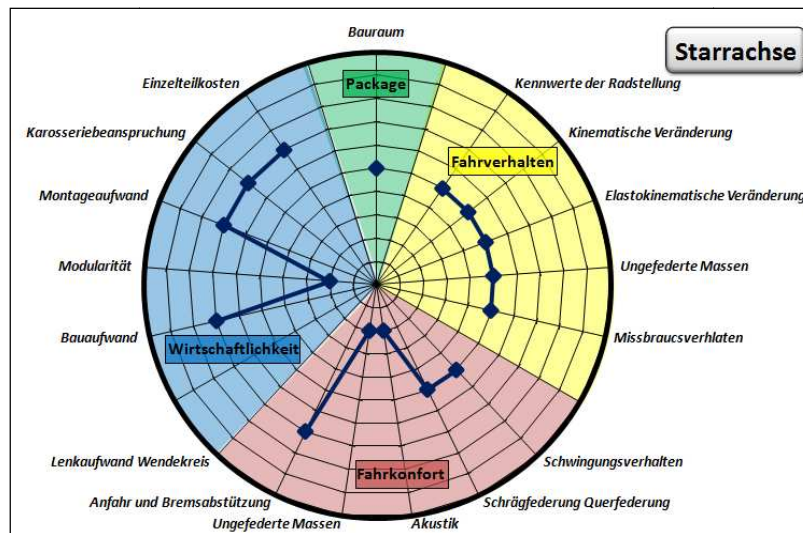 Bauraum
Starrachse
Einzelteilkosten
Package
Kennwerte der Radstellung
Karosseriebeanspruchung
Kinematische Veränderung
Fahrverhalten
Montageaufwand
Elastokinematische Veränderung
Modularität
Ungefederte Massen
Bauaufwand
Missbraucsverhlaten
Wirtschaftlichkeit
Lenkaufwand Wendekreis
Schwingungsverhalten
Fahrkonfort
Anfahr und Bremsabstützung
Schrägfederung Querfederung
Ungefederte Massen
Akustik